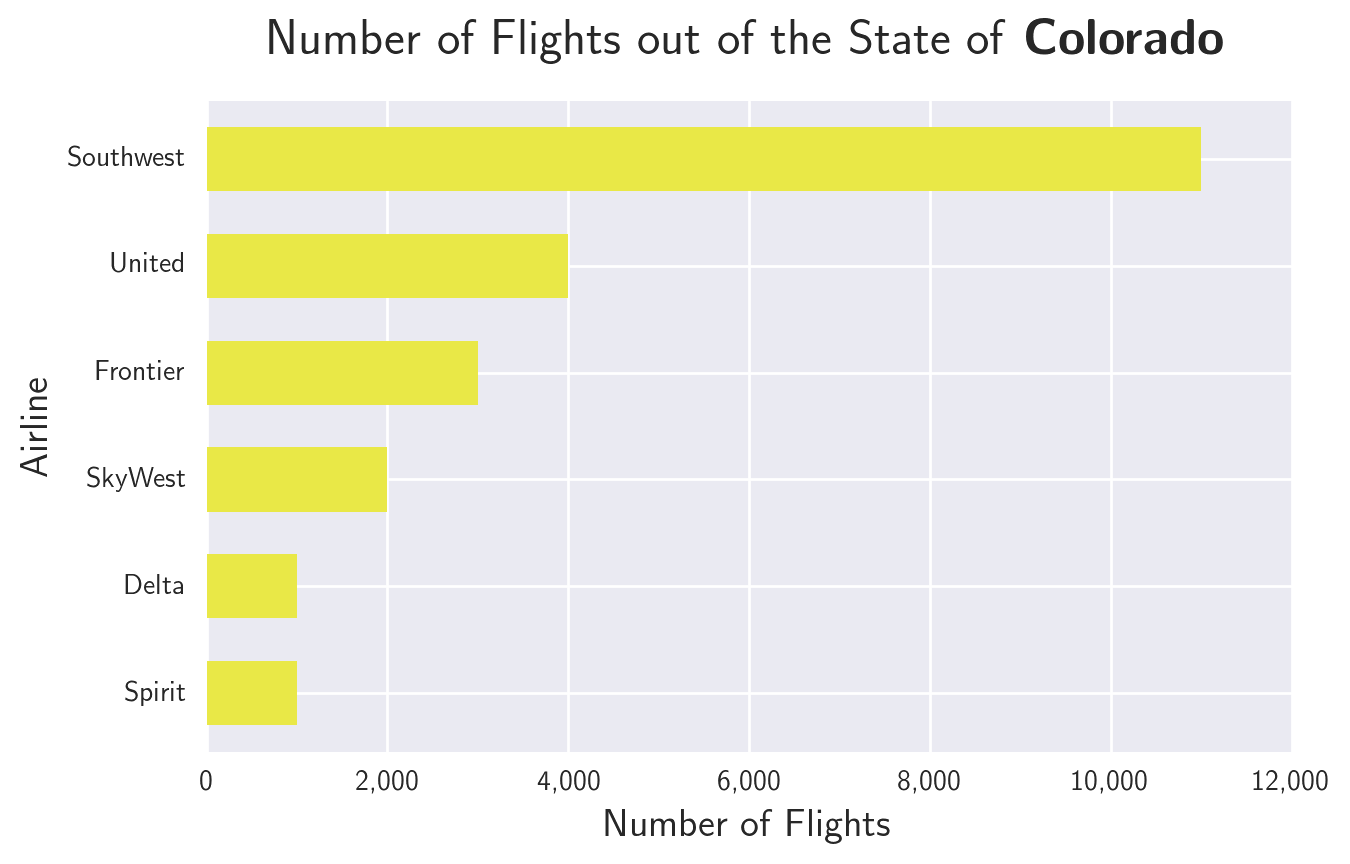 Number of Flights out of the State of Colorado
Southwest
United
Frontier
SkyWest
Delta
Spirit
Airline
0 2,000 4,000 6,000 8,000 10,000 12,000
Number of Flights